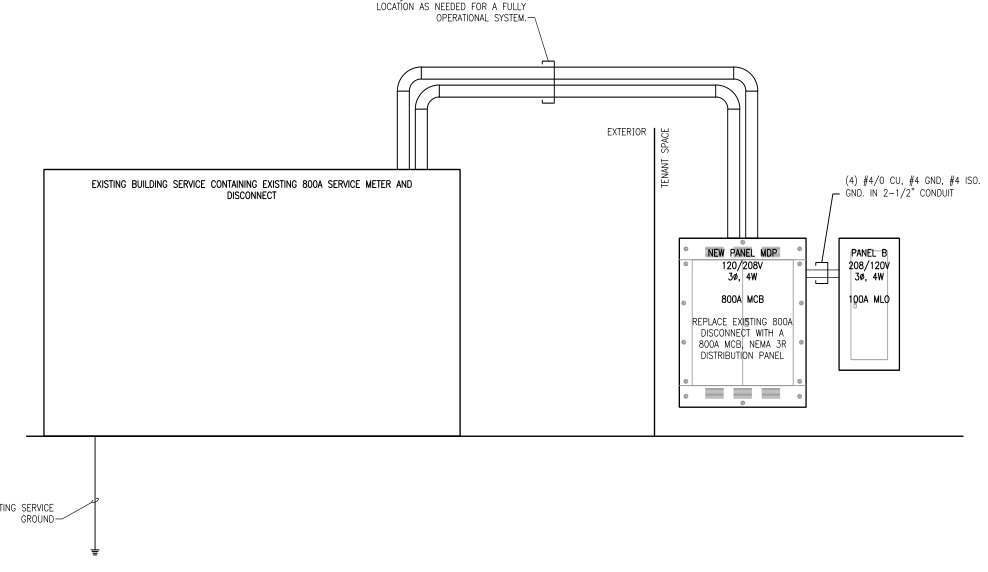 LOCATION AS NEEDED FOR A FULLY
OPERATIONAL SYSTEM.
EXTERIOR
TENANT SPACE
EXISTING BUILDING SERVICE CONTAINING EXISTING 800A SERVICE METER AND
DISCONNECT
(4) #4/0 CU, #4 GND, #4 ISO.
GND. IN 2-1/2" CONDUIT
NEW PANEL MDP
120/208V
3ø, 4W
800A MCB
REPLACE EXISTING 800A
DISCONNECT WITH A
800A MCB, NEMA 3R
DISTRIBUTION PANEL
PANEL B
208/120V
3ø, 4W
100A MLO
TING SERVICE
GROUND